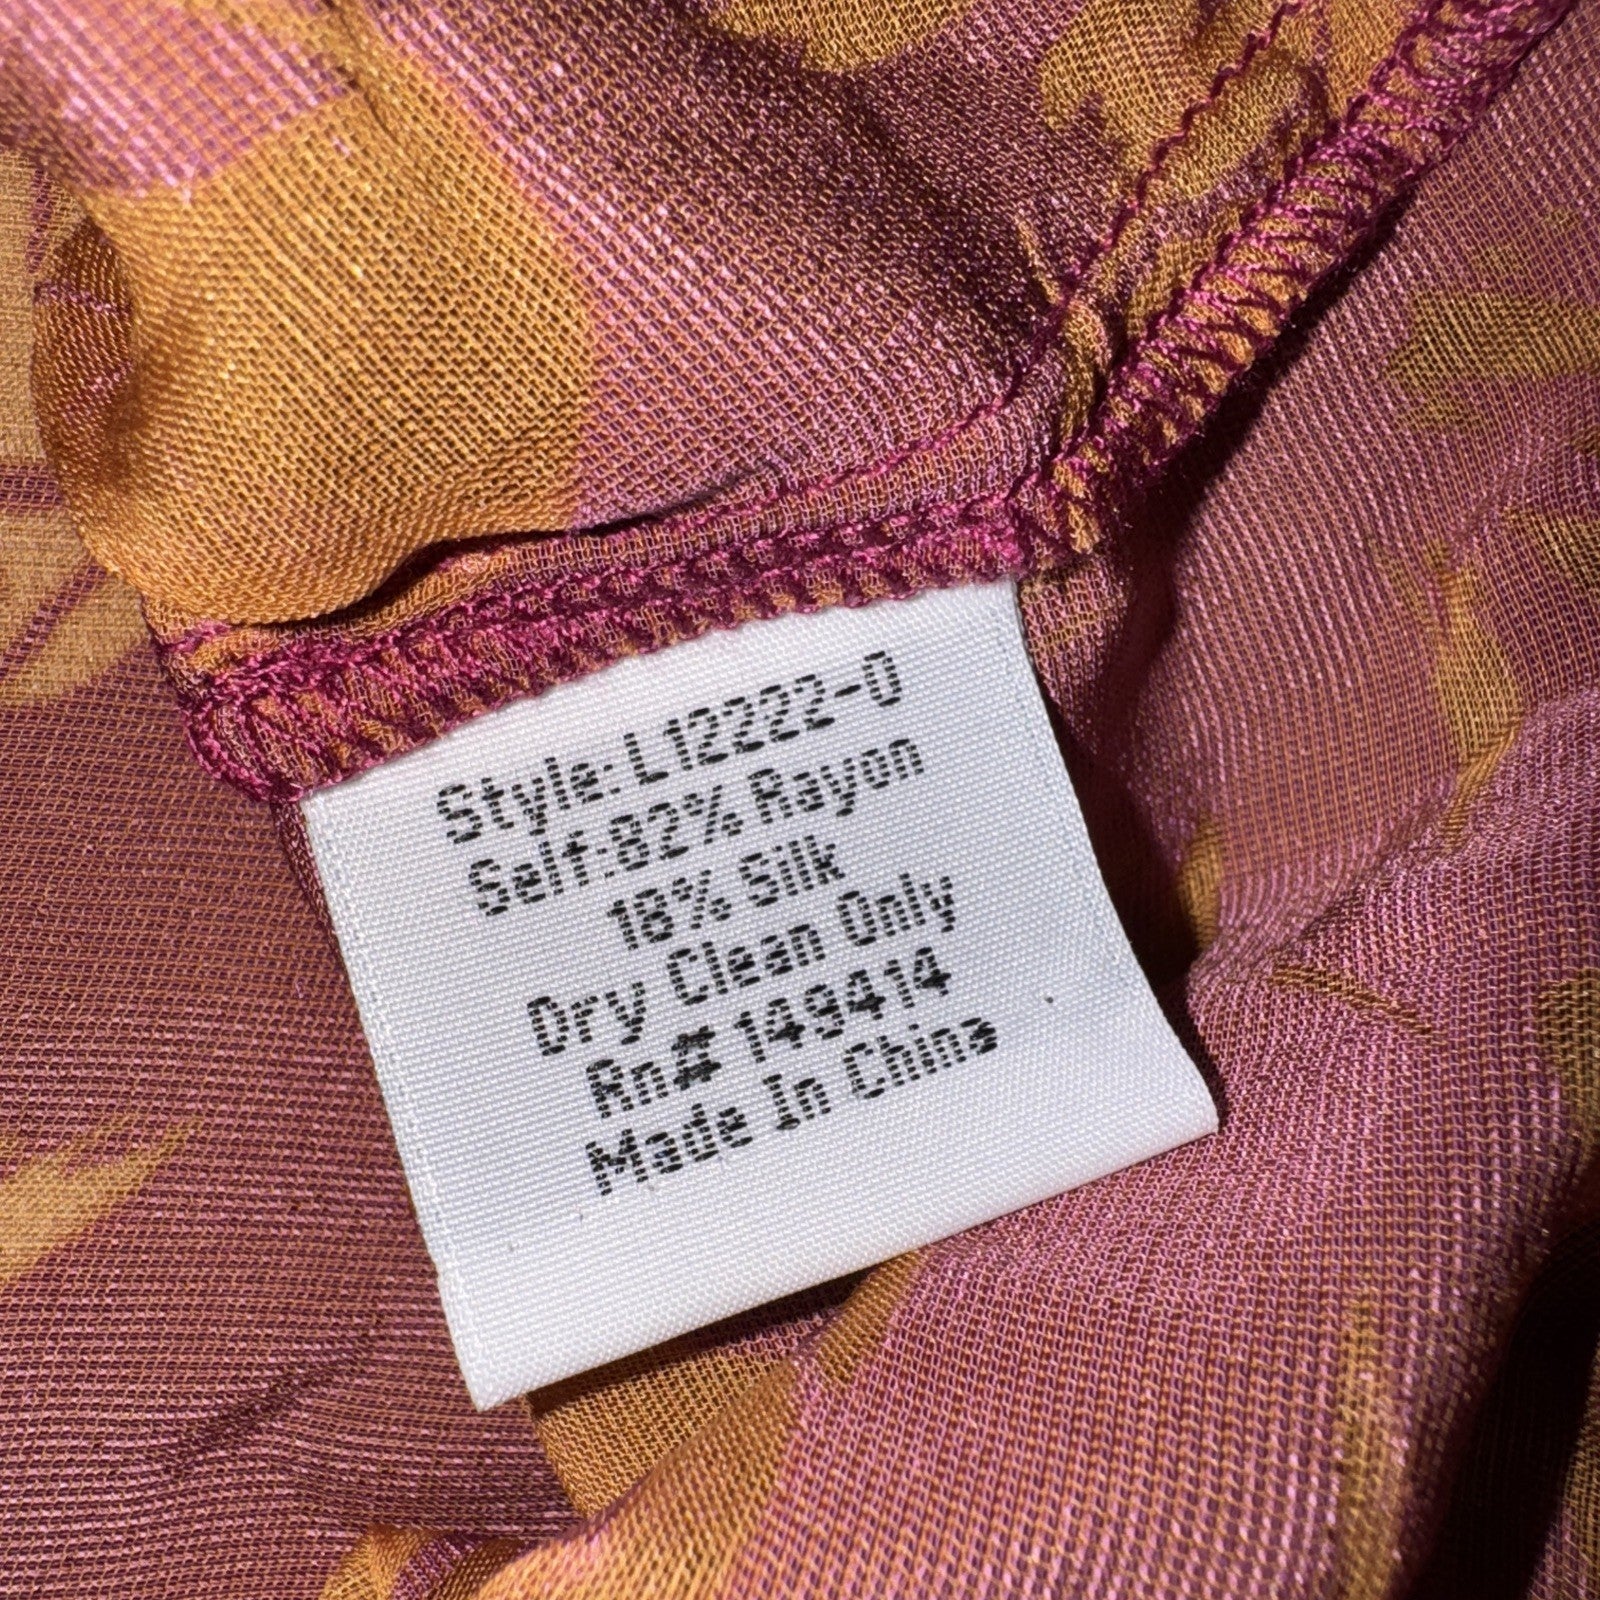 Style: L12222-0
Self:82% Rayon
18% Silk
Dry Clean Only
Rn# 149414
Made In China